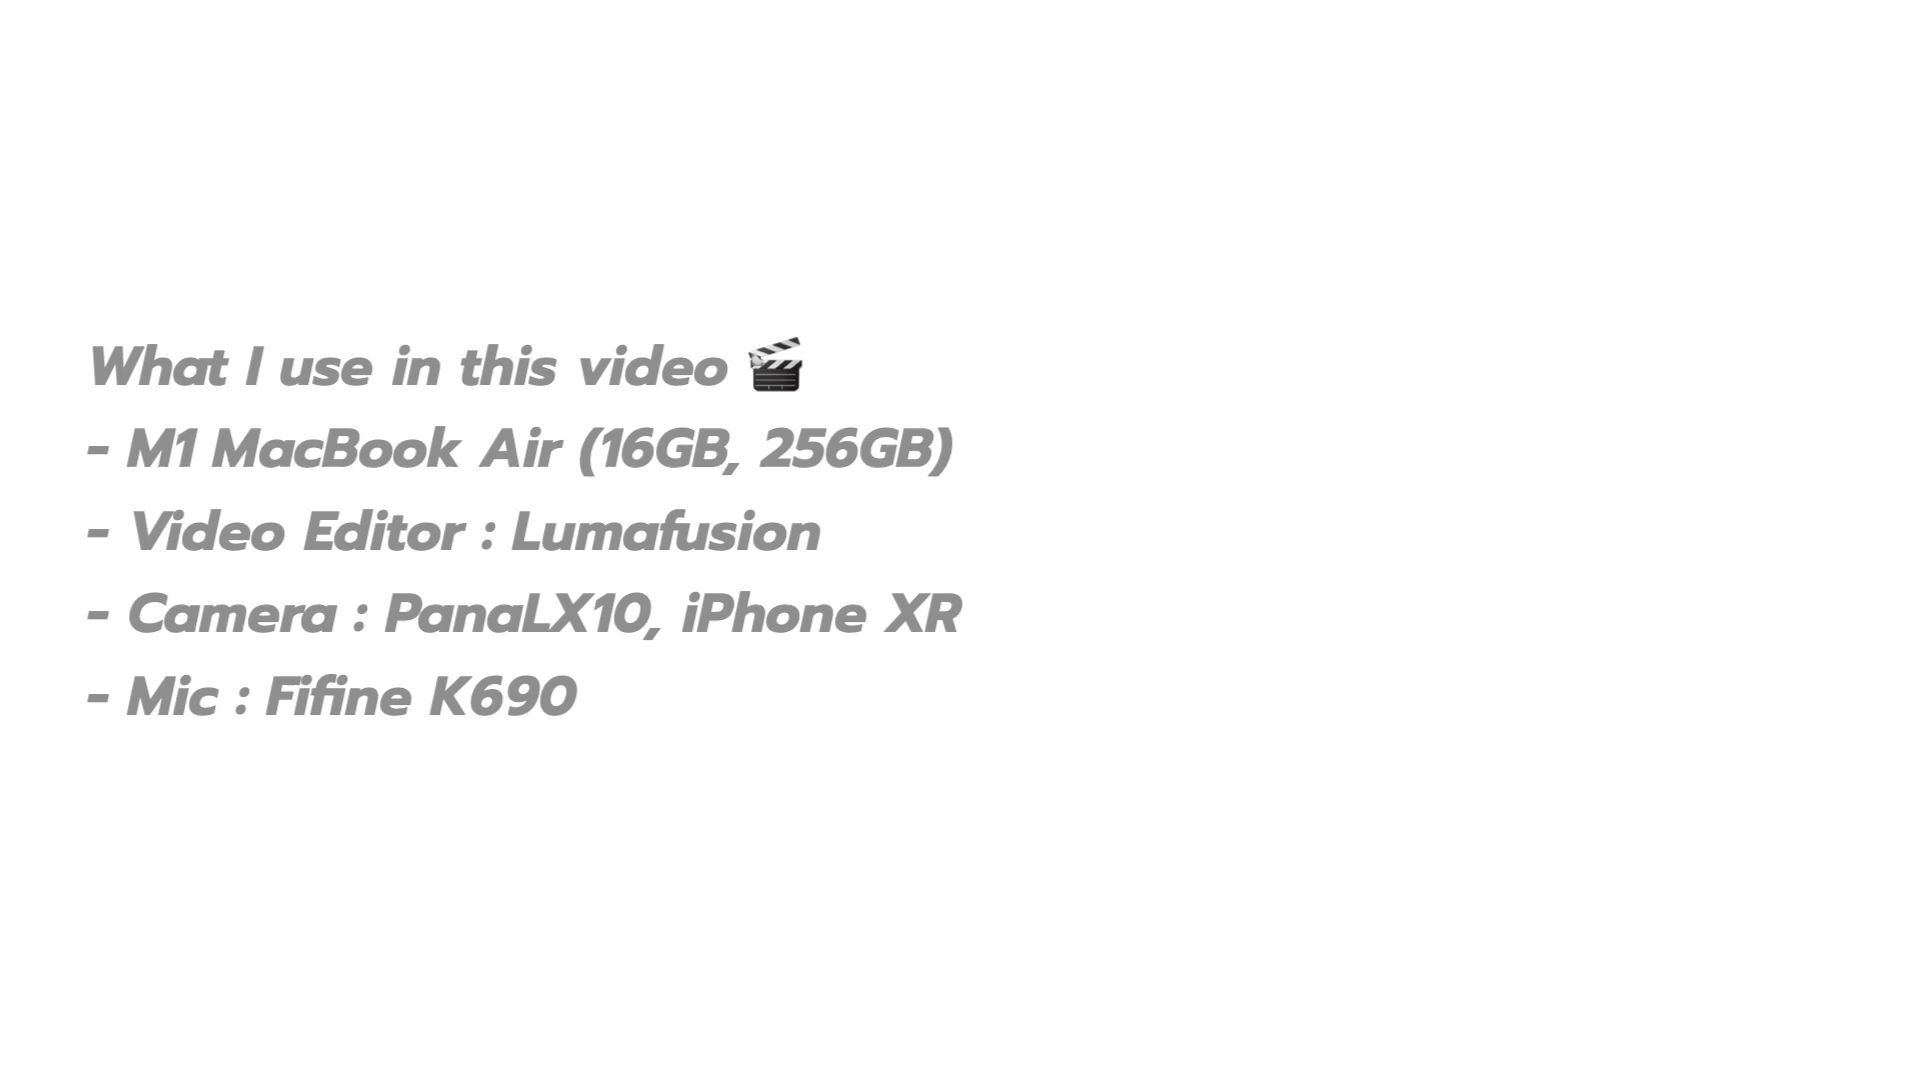 What I use in this video 🎬
- M1 MacBook Air (16GB, 256GB)
- Video Editor : Lumafusion
- Camera : PanaLX10, iPhone XR
- Mic : Fifine K690